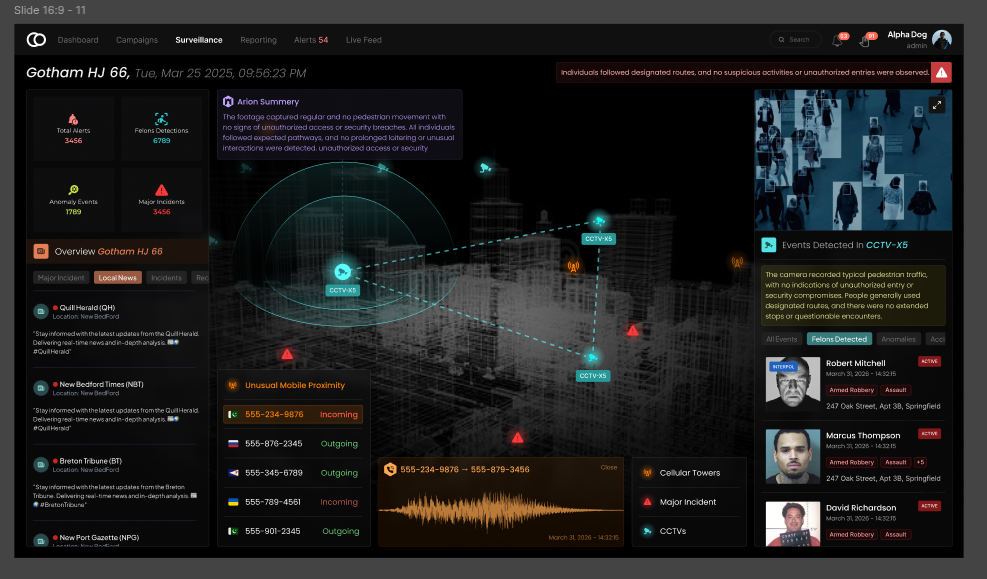 Slide 16:9 - 11
Dashboard
Campaigns
Surveillance
Reporting
Alerts 54
Live Feed
Search
53
61
Alpha Dog
admin
Gotham HJ 66, Tue, Mar 25 2025, 09:56:23 PM
Individuals followed designated routes, and no suspicious activities or unauthorized entries were observed.
Total Alerts
3456
Felons Detections
6789
Anomaly Events
1789
Major Incidents
3456
Overview Gotham HJ 66
Major Incident
Local News
Incidents
Rec
Quill Herald (QH)
Location: New BedFord
"Stay informed with the latest updates from the Quill Herald.
Delivering real-time news and in-depth analysis.
#QuillHerald"
New Bedford Times (NBT)
Location: New BedFord
"Stay informed with the latest updates from the Quill Herald.
Delivering real-time news and in-depth analysis.
#QuillHerald"
Breton Tribune (BT)
Location: New BedFord
"Stay informed with the latest updates from the Breton
Tribune. Delivering real-time news and in-depth analysis.
#BretonTribune"
New Port Gazette (NPG)
Location: New BedFord
Arion Summery
The footage captured regular and no pedestrian movement with
no signs of unauthorized access or security breaches. All individuals
followed expected pathways, and no prolonged loitering or unusual
interactions were detected. unauthorized access or security
CCTV-X5
CCTV-X5
CCTV-X5
Unusual Mobile Proximity
555-234-9876 Incoming
555-876-2345 Outgoing
555-345-6789 Outgoing
555-789-4561 Incoming
555-901-2345 Outgoing
555-234-9876 → 555-879-3456
Close
March 31, 2026 - 14:32:15
Cellular Towers
Major Incident
CCTVs
Events Detected In CCTV-X5
The camera recorded typical pedestrian traffic,
with no indications of unauthorized entry or
security compromises. People generally used
designated routes, and there were no extended
stops or questionable encounters.
All Events
Felons Detected
Anomalies
Acc
INTERPOL
Robert Mitchell
ACTIVE
March 31, 2026 - 14:32:15
Armed Robbery
Assault
247 Oak Street, Apt 3B, Springfield
Marcus Thompson
ACTIVE
March 31, 2026 - 14:32:15
Armed Robbery
Assault
+5
247 Oak Street, Apt 3B, Springfield
David Richardson
ACTIVE
March 31, 2026 - 14:32:15
Armed Robbery
Assault